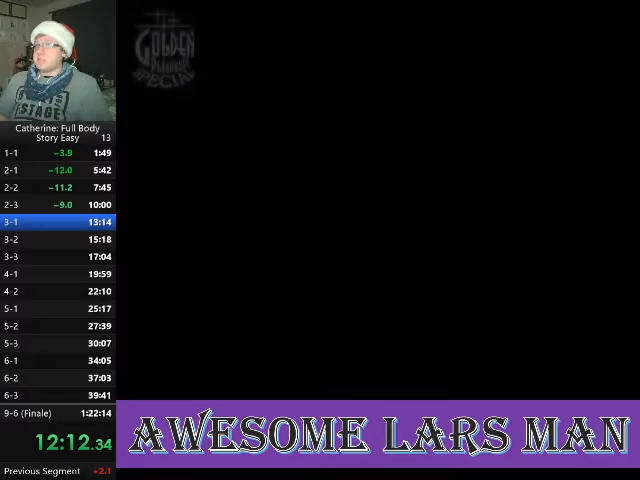 Golden
Playhouse
SPECIAL
STAGE
Catherine: Full Body
Story Easy 13
1-1 −3.9 1:49
2-1 −12.0 5:42
2-2 −11.2 7:45
2-3 −9.0 10:00
3-1 13:14
3-2 15:18
3-3 17:04
4-1 19:59
4-2 22:10
5-1 25:17
5-2 27:39
5-3 30:07
6-1 34:05
6-2 37:03
6-3 39:41
9-6 (Finale) 1:22:14
12:12.34
Previous Segment +2.1
AWESOME LARS MAN